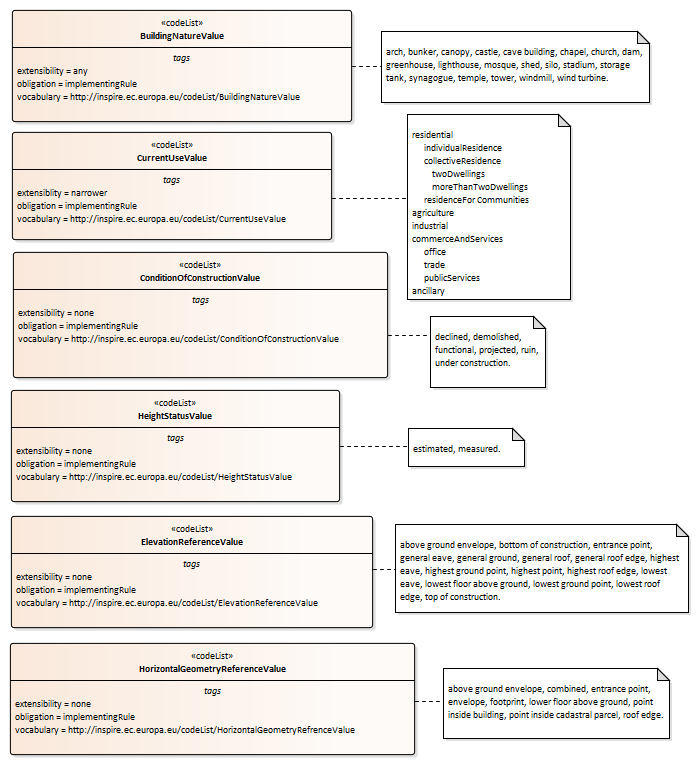 «codeList»
BuildingNatureValue
tags
extensibility = any
obligation = implementingRule
vocabulary = http://inspire.ec.europa.eu/codeList/BuildingNatureValue
arch, bunker, canopy, castle, cave building, chapel, church, dam,
greenhouse, lighthouse, mosque, shed, silo, stadium, storage
tank, synagogue, temple, tower, windmill, wind turbine.
«codeList»
CurrentUseValue
tags
extensiblity = narrower
obligation = implementingRule
vocabulary = http://inspire.ec.europa.eu/codeList/CurrentUseValue
residential
individualResidence
collectiveResidence
twoDwellings
moreThanTwoDwellings
residenceFor Communities
agriculture
industrial
commerceAndServices
office
trade
publicServices
ancillary
«codeList»
ConditionOfConstructionValue
tags
extensibility = none
obligation = implementingRule
vocabulary = http://inspire.ec.europa.eu/codeList/ConditionOfConstructionValue
declined, demolished,
functional, projected, ruin,
under construction.
«codeList»
HeightStatusValue
tags
extensibility = none
obligation = implementingRule
vocabulary = http://inspire.ec.europa.eu/codeList/HeightStatusValue
estimated, measured.
«codeList»
ElevationReferenceValue
tags
extensibility = none
obligation = implementingRule
vocabulary = http://inspire.ec.europa.eu/codeList/ElevationReferenceValue
above ground envelope, bottom of construction, entrance point,
general eave, general ground, general roof, general roof edge, highest
eave, highest ground point, highest point, highest roof edge, lowest
eave, lowest floor above ground, lowest ground point, lowest roof
edge, top of construction.
«codeList»
HorizontalGeometryReferenceValue
tags
extensibility = none
obligation = implementingRule
vocabulary = http://inspire.ec.europa.eu/codeList/HorizontalGeometryRefrenceValue
above ground envelope, combined, entrance point,
envelope, footprint, lower floor above ground, point
inside building, point inside cadastral parcel, roof edge.